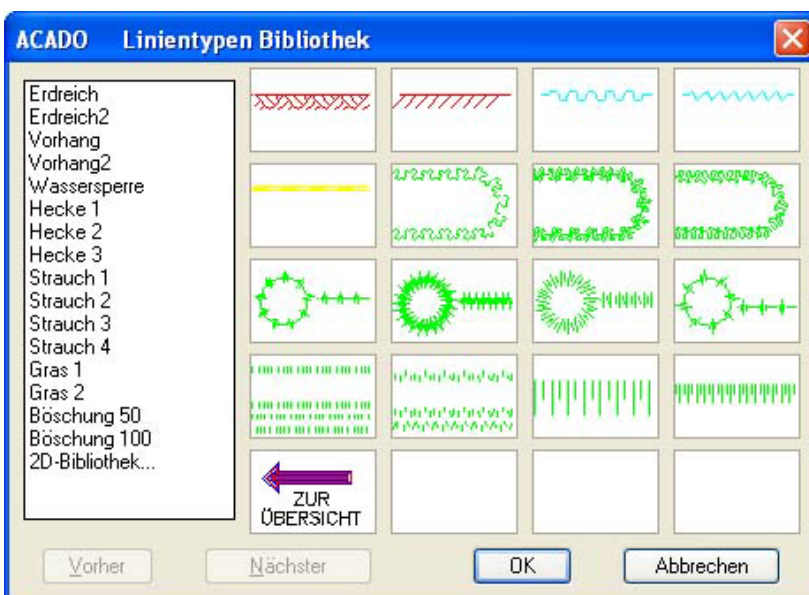 ACADO Linientypen Bibliothek
Erdreich
Erdreich2
Vorhang
Vorhang2
Wassersperre
Hecke 1
Hecke 2
Hecke 3
Strauch 1
Strauch 2
Strauch 3
Strauch 4
Gras 1
Gras 2
Böschung 50
Böschung 100
2D-Bibliothek...
ZUR
ÜBERSICHT
Vorher
Nächster
OK
Abbrechen